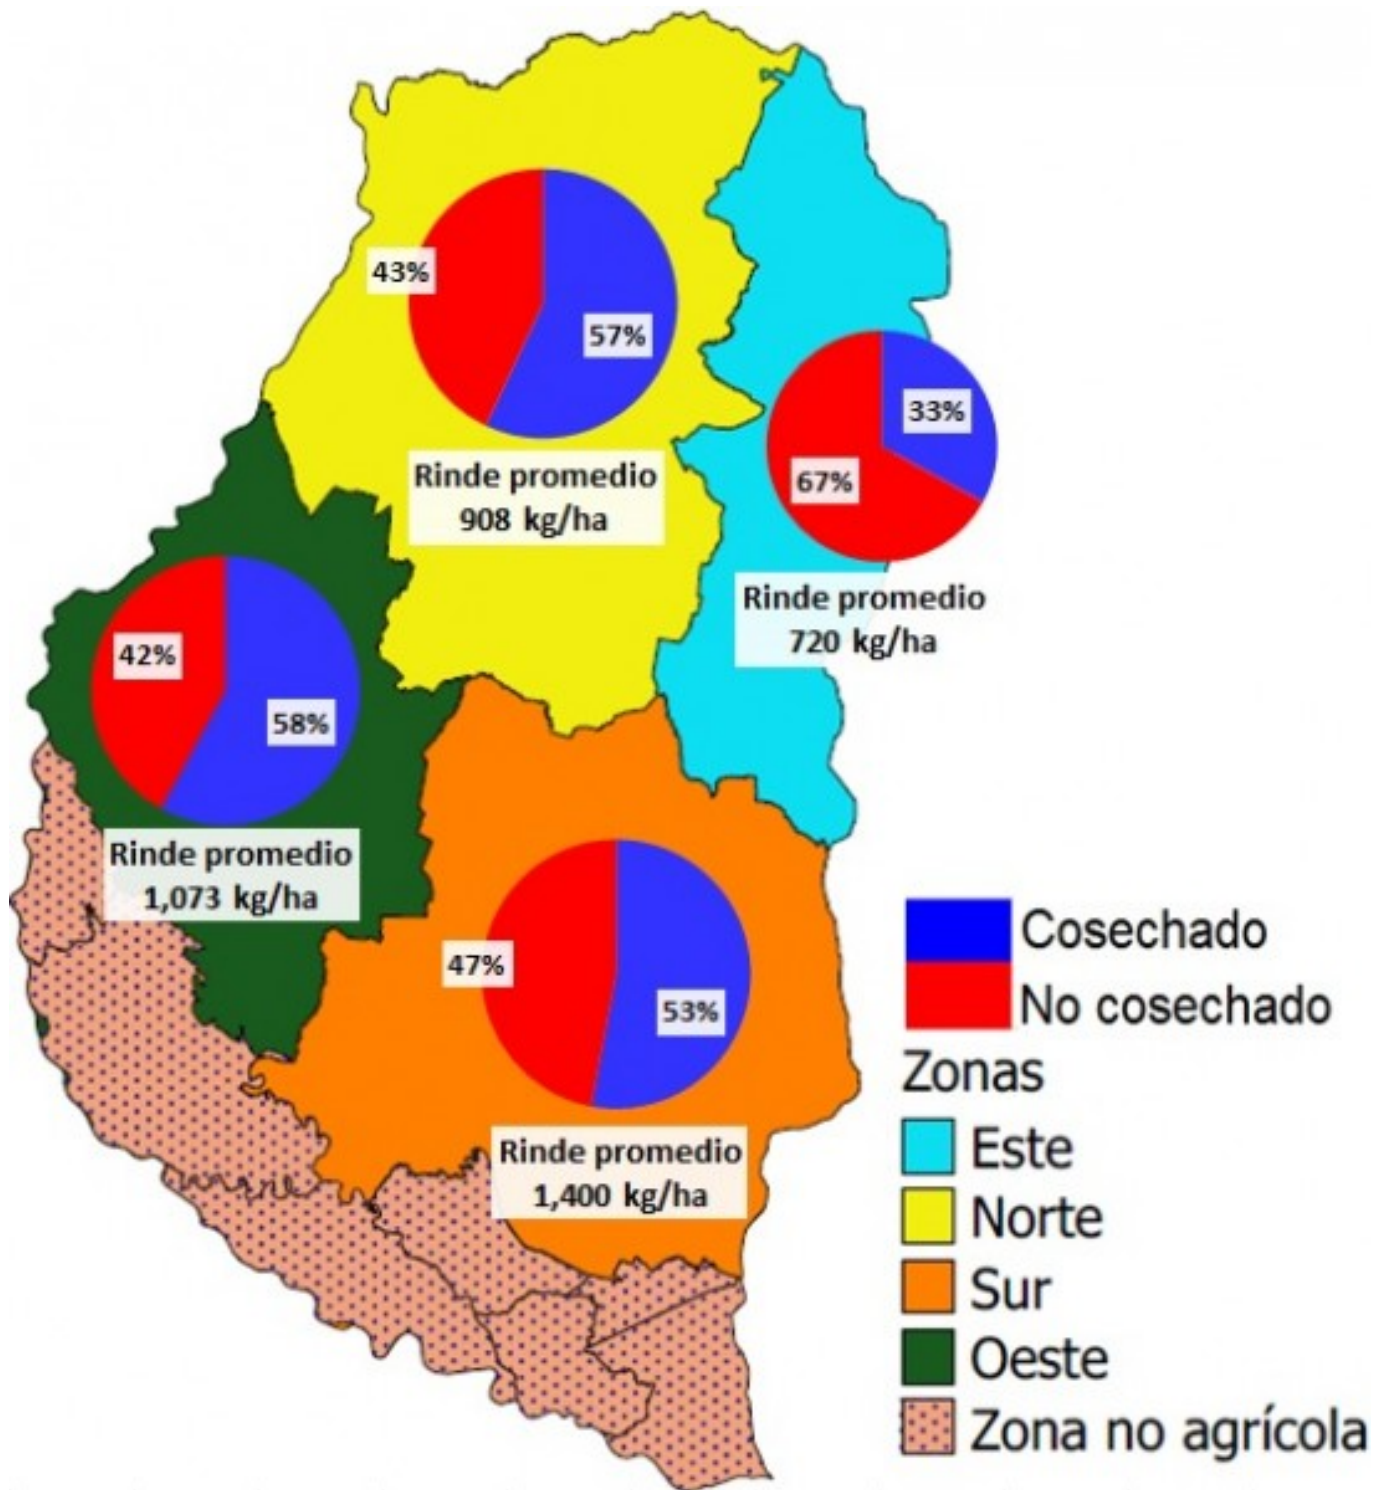 43%
57%
Rinde promedio
908 kg/ha
33%
67%
Rinde promedio
720 kg/ha
42%
58%
Rinde promedio
1,073 kg/ha
47%
53%
Rinde promedio
1,400 kg/ha
Cosechado
No cosechado
Zonas
Este
Norte
Sur
Oeste
Zona no agrícola